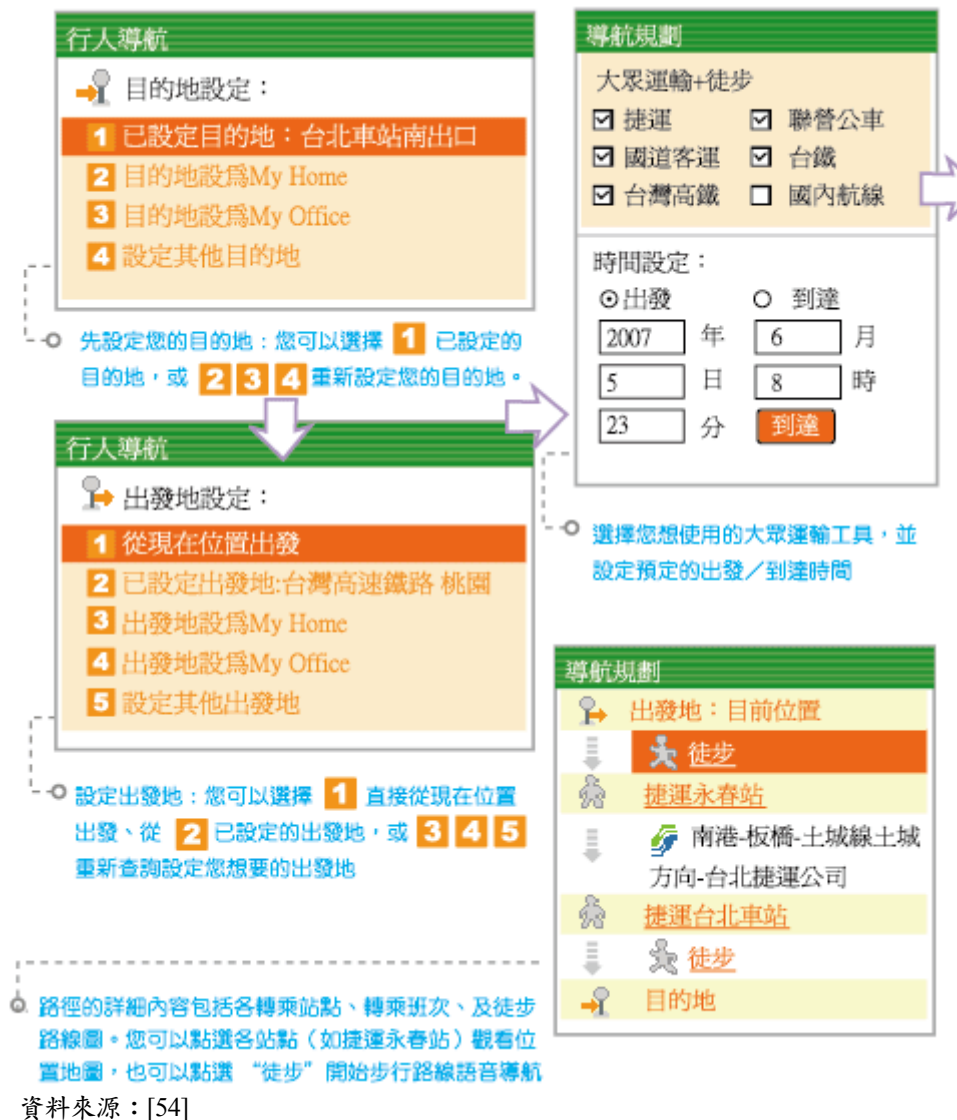 行人導航
目的地設定：
1 已設定目的地：台北車站南出口
2 目的地設為My Home
3 目的地設為My Office
4 設定其他目的地
先設定您的目的地：您可以選擇 1 已設定的
目的地，或 2 3 4 重新設定您的目的地。
行人導航
出發地設定：
1 從現在位置出發
2 已設定出發地:台灣高速鐵路 桃園
3 出發地設為My Home
4 出發地設為My Office
5 設定其他出發地
設定出發地：您可以選擇 1 直接從現在位置
出發、從 2 已設定的出發地，或 3 4 5
重新查詢設定您想要的出發地
導航規劃
大眾運輸+徒步
捷運 聯營公車
國道客運 台鐵
台灣高鐵 國內航線
時間設定：
出發 到達
2007 年 6 月
5 日 8 時
23 分 到達
選擇您想使用的大眾運輸工具，並
設定預定的出發／到達時間
導航規劃
出發地：目前位置
徒步
捷運永春站
南港-板橋-土城線土城
方向-台北捷運公司
捷運台北車站
徒步
目的地
路徑的詳細內容包括各轉乘站點、轉乘班次、及徒步
路線圖。您可以點選各站點（如捷運永春站）觀看位
置地圖，也可以點選 “徒步” 開始步行路線語音導航
資料來源：[54]